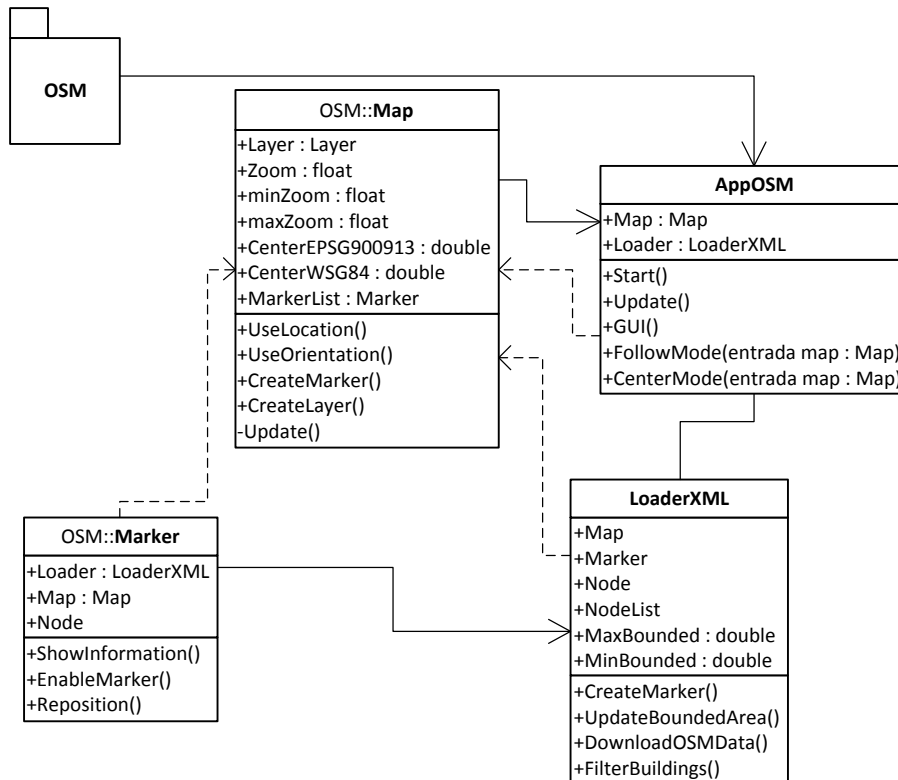 OSM
OSM::Map
+Layer : Layer
+Zoom : float
+minZoom : float
+maxZoom : float
+CenterEPSG900913 : double
+CenterWSG84 : double
+MarkerList : Marker
+UseLocation()
+UseOrientation()
+CreateMarker()
+CreateLayer()
-Update()
AppOSM
+Map : Map
+Loader : LoaderXML
+Start()
+Update()
+GUI()
+FollowMode(entrada map : Map)
+CenterMode(entrada map : Map)
OSM::Marker
+Loader : LoaderXML
+Map : Map
+Node
+ShowInformation()
+EnableMarker()
+Reposition()
LoaderXML
+Map
+Marker
+Node
+NodeList
+MaxBounded : double
+MinBounded : double
+CreateMarker()
+UpdateBoundedArea()
+DownloadOSMData()
+FilterBuildings()